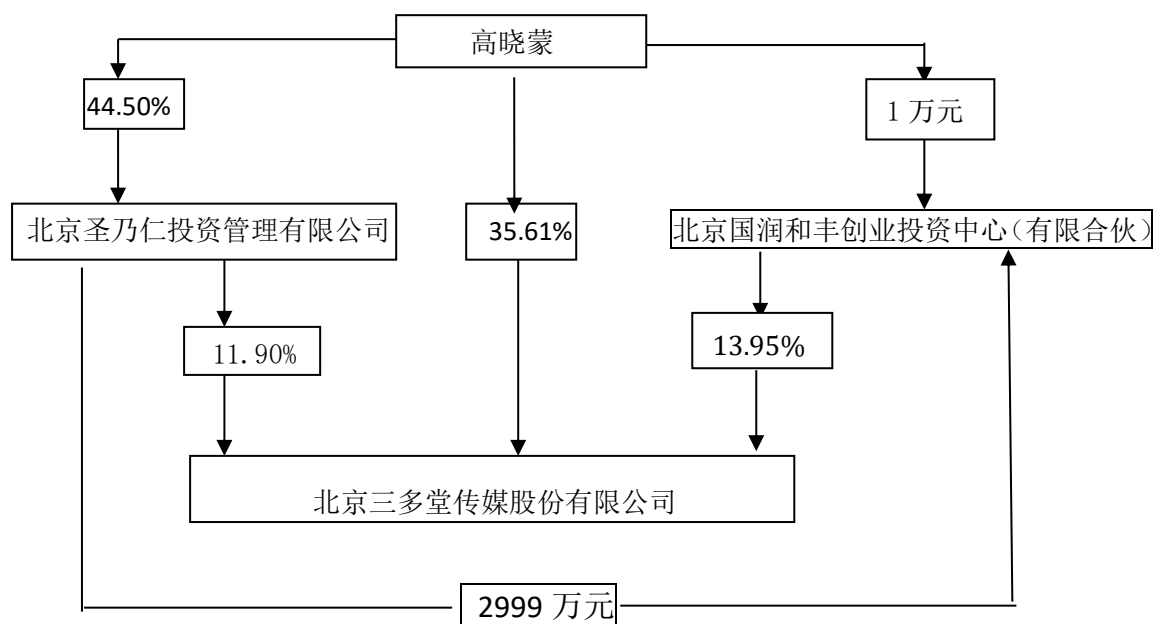 高晓蒙
44.50%
1 万元
北京圣乃仁投资管理有限公司
35.61%
北京国润和丰创业投资中心（有限合伙）
11.90%
13.95%
北京三多堂传媒股份有限公司
2999 万元